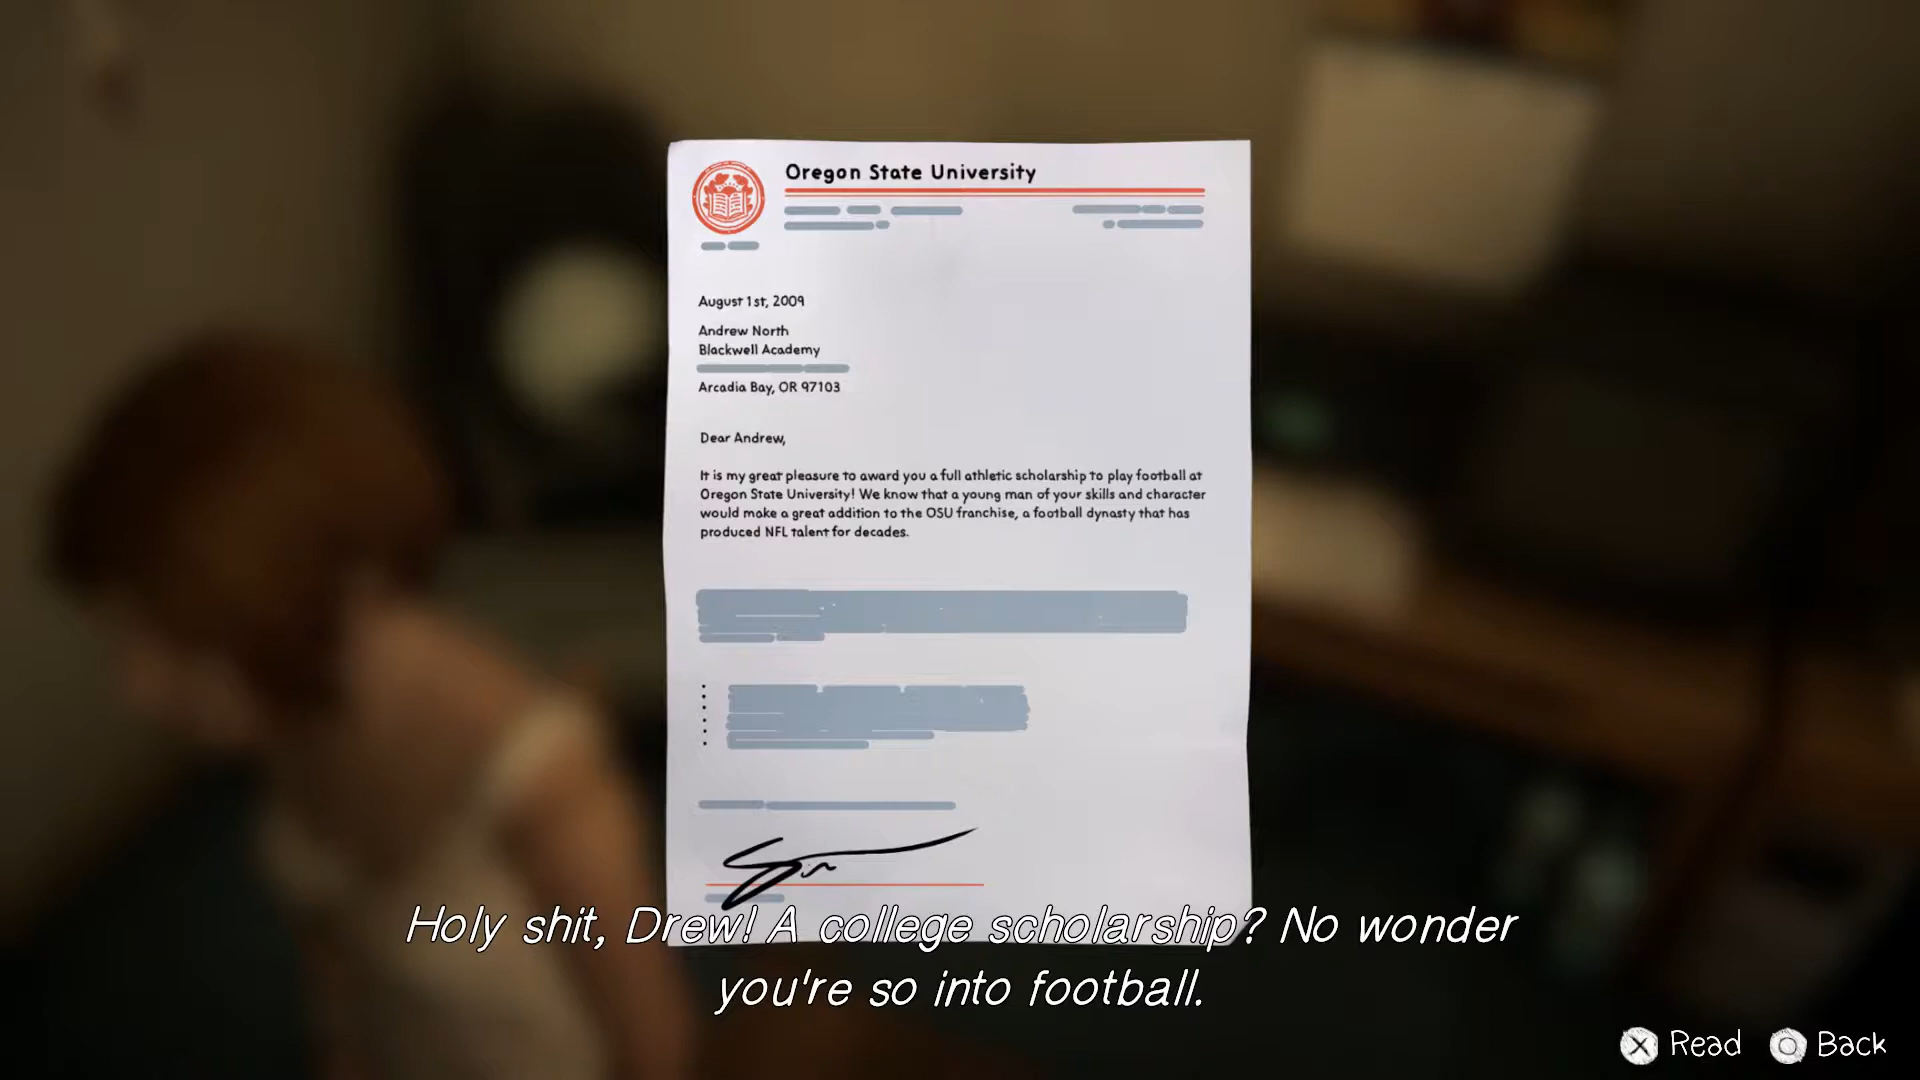 Oregon State University
August 1st, 2009
Andrew North
Blackwell Academy
Arcadia Bay, OR 97103
Dear Andrew,
It is my great pleasure to award you a full athletic scholarship to play football at
Oregon State University! We know that a young man of your skills and character
would make a great addition to the OSU franchise, a football dynasty that has
produced NFL talent for decades.
Holy shit, Drew! A college scholarship? No wonder
you're so into football.
Read Back